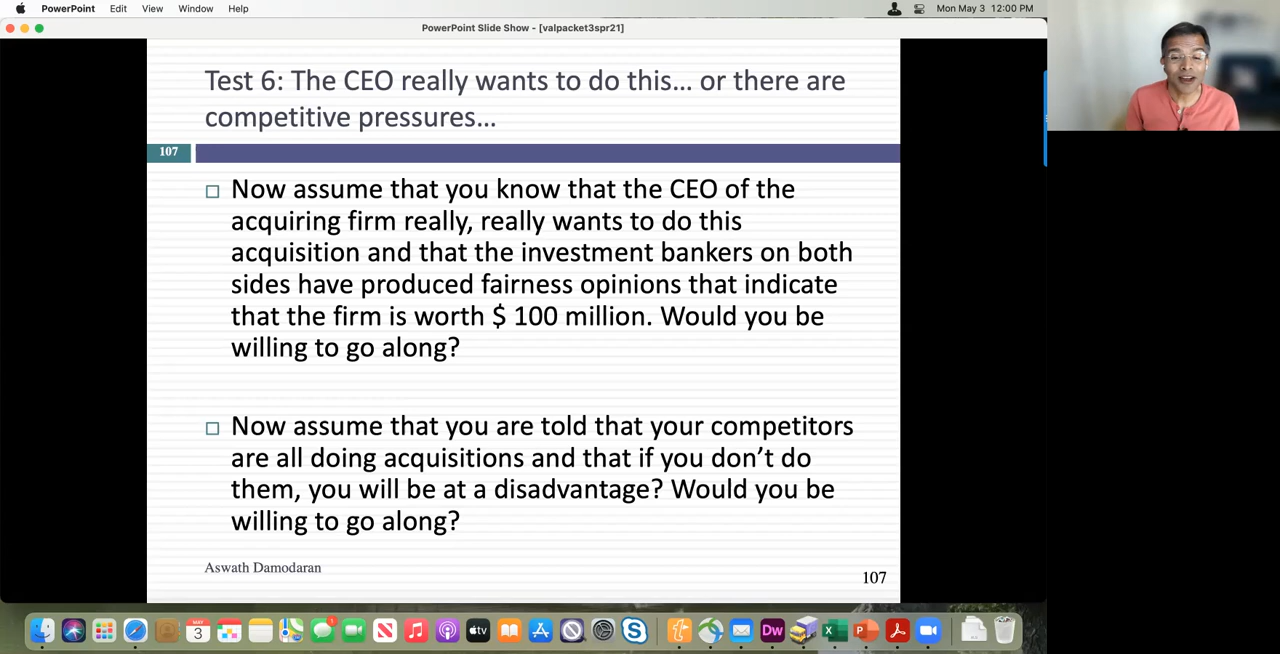 PowerPoint Edit View Window Help Mon May 3 12:00 PM
PowerPoint Slide Show - [valpacket3spr21]
Test 6: The CEO really wants to do this... or there are
competitive pressures...
107
Now assume that you know that the CEO of the
acquiring firm really, really wants to do this
acquisition and that the investment bankers on both
sides have produced fairness opinions that indicate
that the firm is worth $ 100 million. Would you be
willing to go along?
Now assume that you are told that your competitors
are all doing acquisitions and that if you don’t do
them, you will be at a disadvantage? Would you be
willing to go along?
Aswath Damodaran
107
MAY
3
1
tv
Dw
X
P